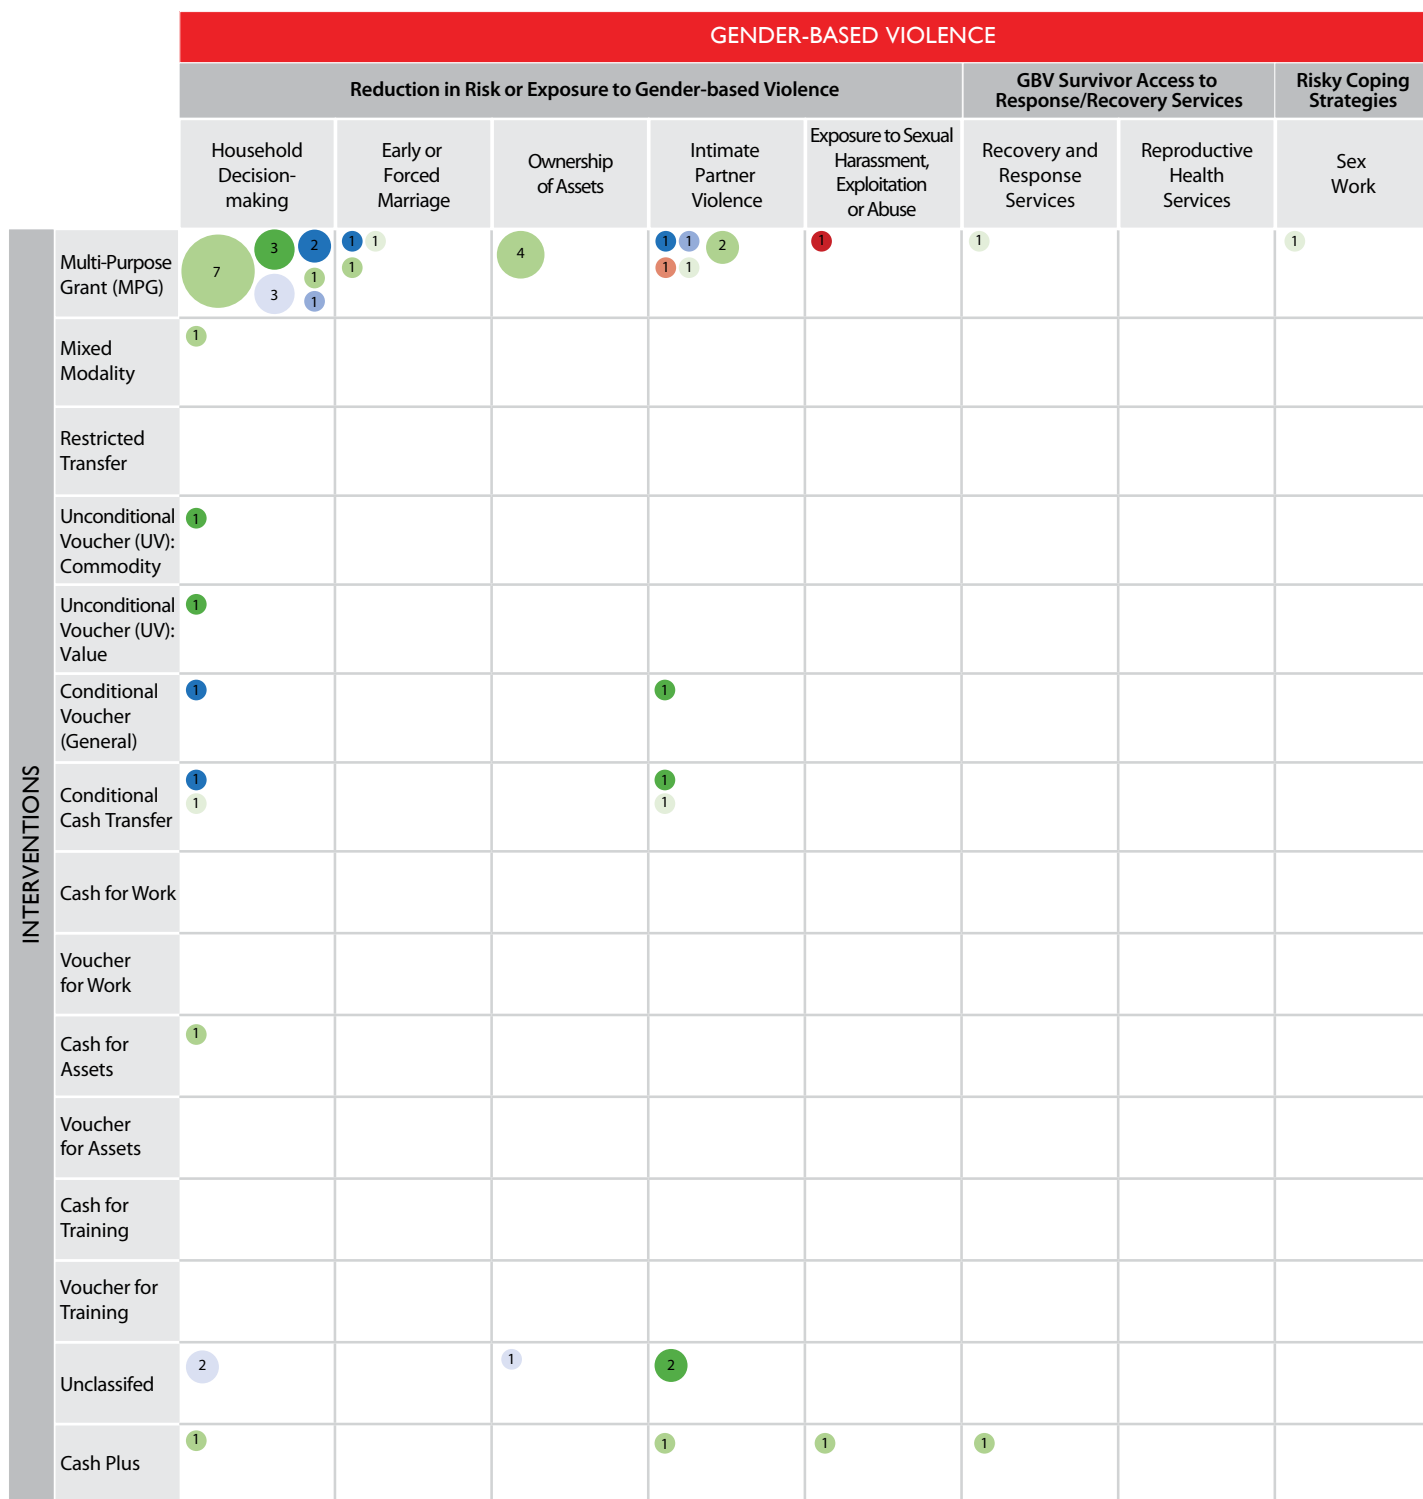 GENDER-BASED VIOLENCE
Reduction in Risk or Exposure to Gender-based Violence
GBV Survivor Access to
Response/Recovery Services
Risky Coping
Strategies
Household
Decision-
making
Early or
Forced
Marriage
Ownership
of Assets
Intimate
Partner
Violence
Exposure to Sexual
Harassment,
Exploitation
or Abuse
Recovery and
Response
Services
Reproductive
Health
Services
Sex
Work
INTERVENTIONS
Multi-Purpose
Grant (MPG)
7
3
2
3
1
1
1
1
1
4
1
1
2
1
1
1
1
1
Mixed
Modality
1
Restricted
Transfer
Unconditional
Voucher (UV):
Commodity
1
Unconditional
Voucher (UV):
Value
1
Conditional
Voucher
(General)
1
1
Conditional
Cash Transfer
1
1
1
1
Cash for Work
Voucher
for Work
Cash for
Assets
1
Voucher
for Assets
Cash for
Training
Voucher for
Training
Unclassifed
2
1
2
Cash Plus
1
1
1
1